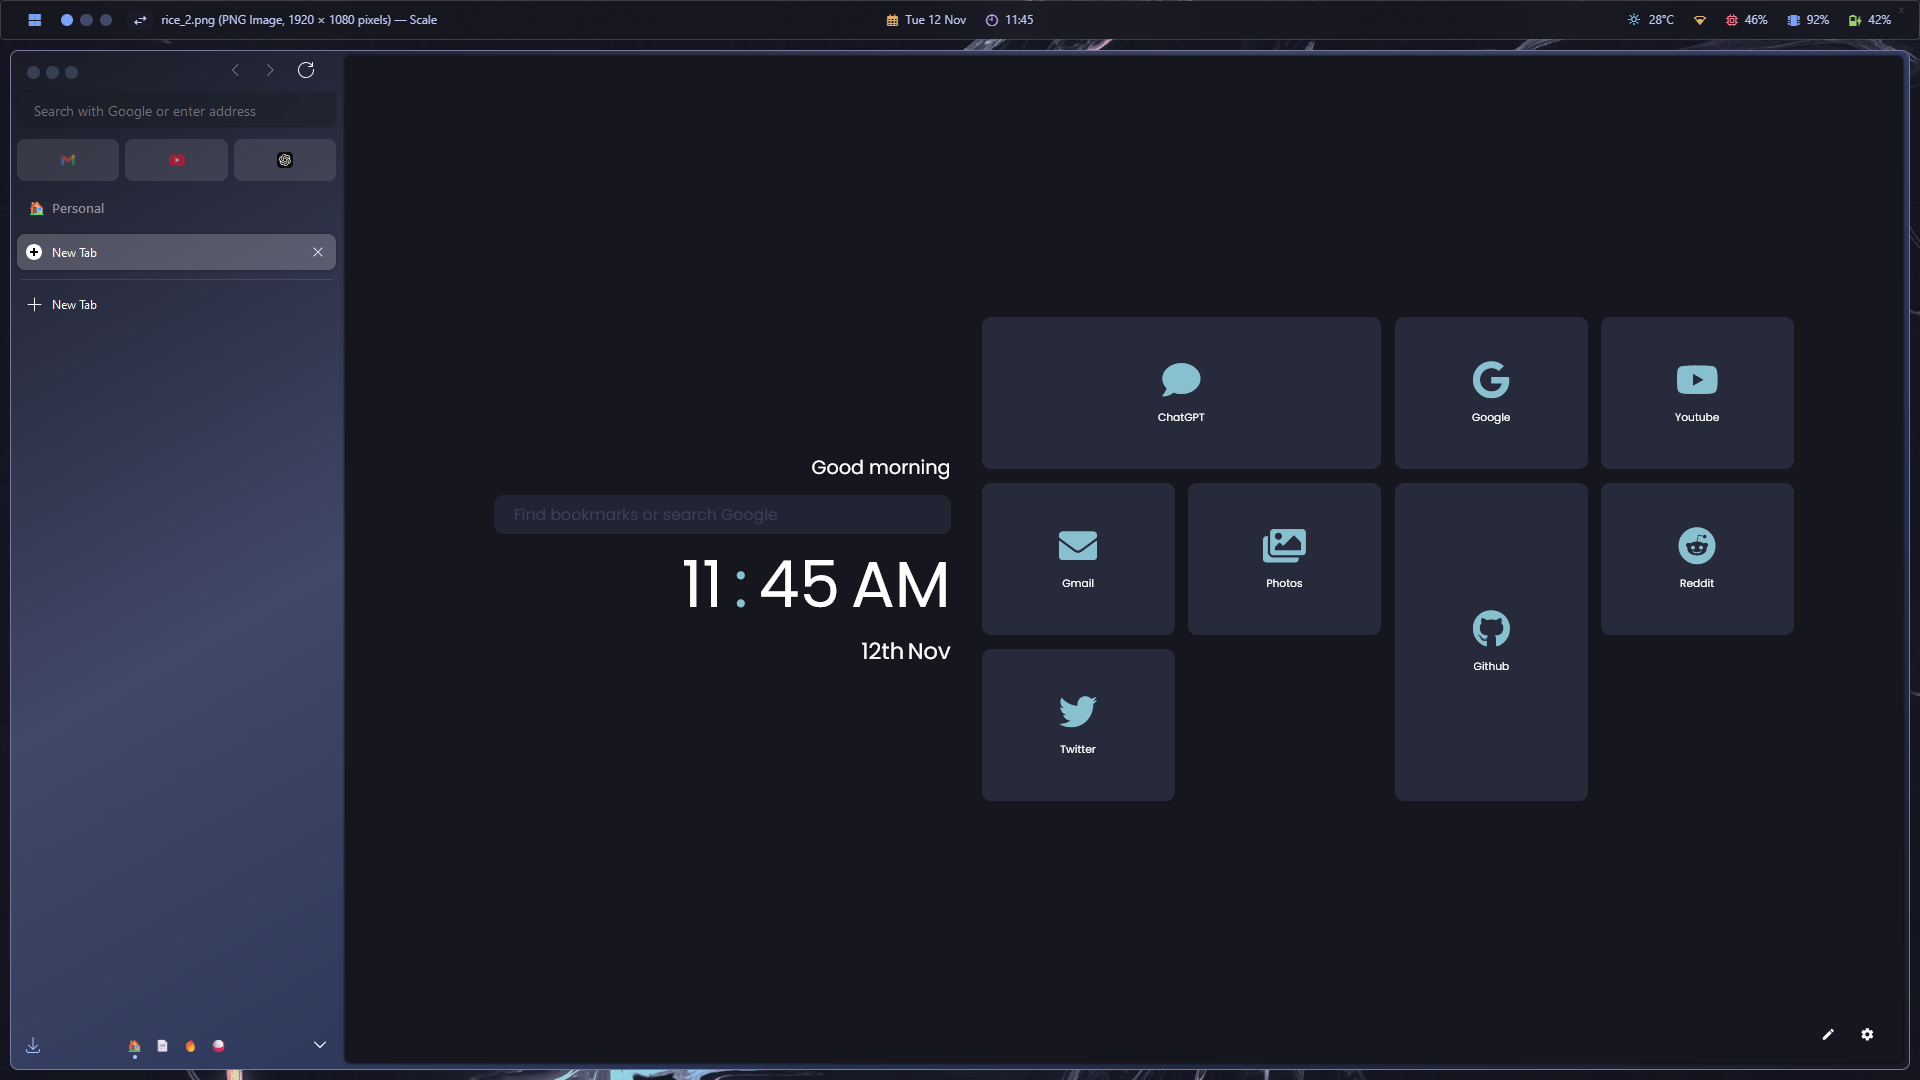 rice_2.png (PNG Image, 1920 × 1080 pixels) — Scale
Tue 12 Nov
11:45
28°C
46%
92%
42%
Search with Google or enter address
Personal
New Tab
New Tab
Good morning
Find bookmarks or search Google
11:45 AM
12th Nov
ChatGPT
Google
Youtube
Gmail
Photos
Github
Reddit
Twitter